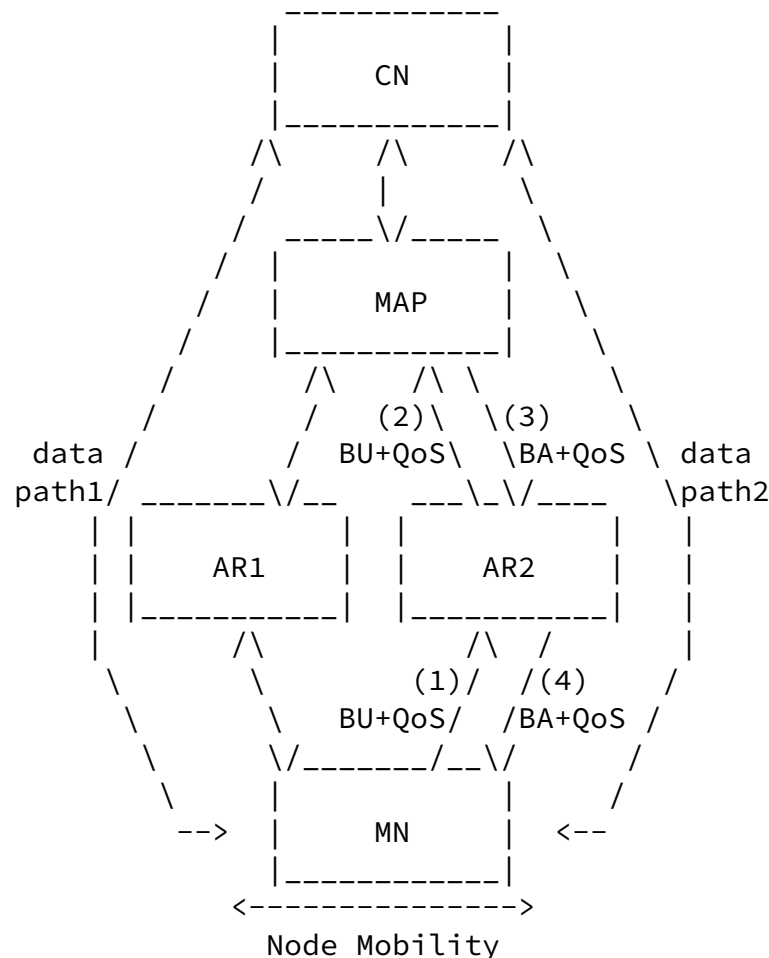 CN
MAP
(2) (3)
data BU+QoS BA+QoS data
path1 path2
AR1 AR2
(1) (4)
BU+QoS BA+QoS
MN
Node Mobility